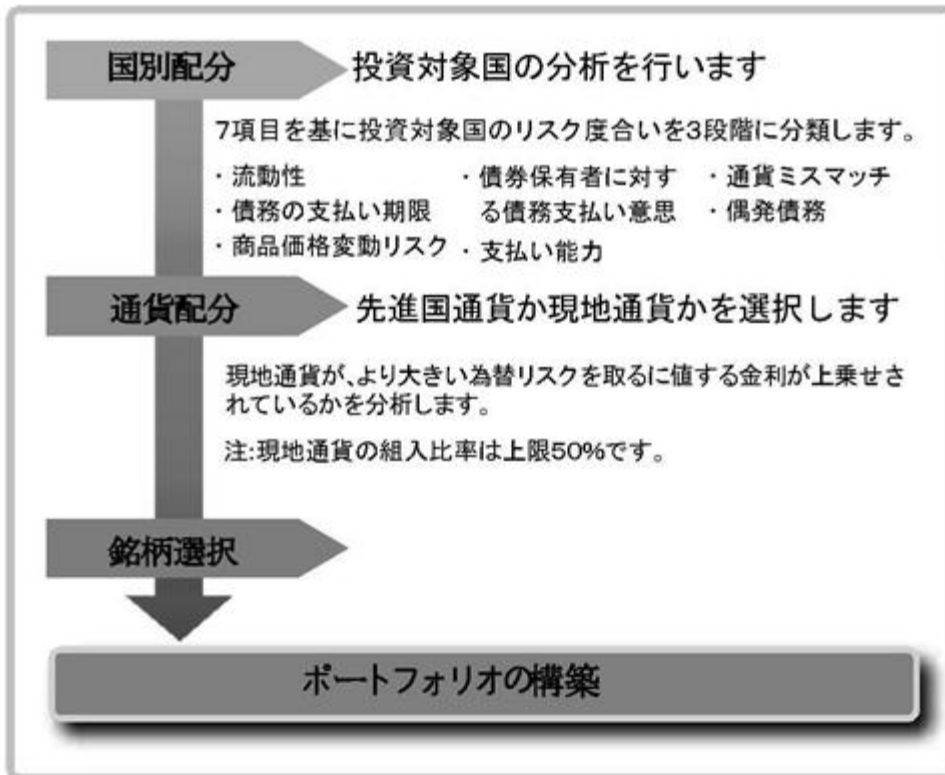 国別配分
投資対象国の分析を行います
7項目を基に投資対象国のリスク度合いを3段階に分類します。
・流動性
・債務の支払い期限
・商品価格変動リスク
・債券保有者に対す
る債務支払い意思
・支払い能力
・通貨ミスマッチ
・偶発債務
通貨配分
先進国通貨か現地通貨かを選択します
現地通貨が、より大きい為替リスクを取るに値する金利が上乗せさ
れているかを分析します。
注:現地通貨の組入比率は上限50%です。
銘柄選択
ポートフォリオの構築